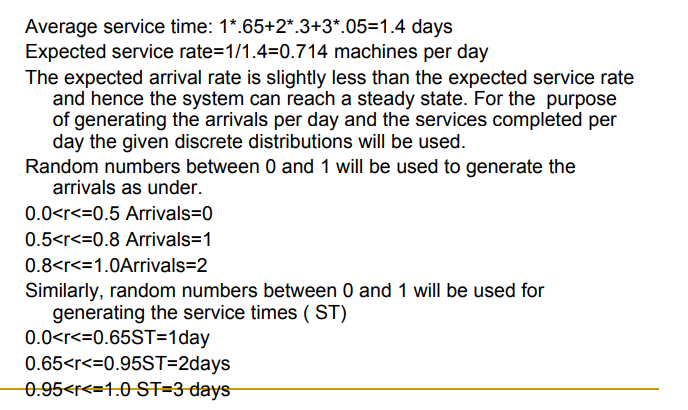 Average service time: 1*.65+2*.3+3*.05=1.4 days
Expected service rate=1/1.4=0.714 machines per day
The expected arrival rate is slightly less than the expected service rate
and hence the system can reach a steady state. For the purpose
of generating the arrivals per day and the services completed per
day the given discrete distributions will be used.
Random numbers between 0 and 1 will be used to generate the
arrivals as under.
0.0<r<=0.5 Arrivals=0
0.5<r<=0.8 Arrivals=1
0.8<r<=1.0Arrivals=2
Similarly, random numbers between 0 and 1 will be used for
generating the service times ( ST)
0.0<r<=0.65ST=1day
0.65<r<=0.95ST=2days
0.95<r<=1.0 ST=3 days